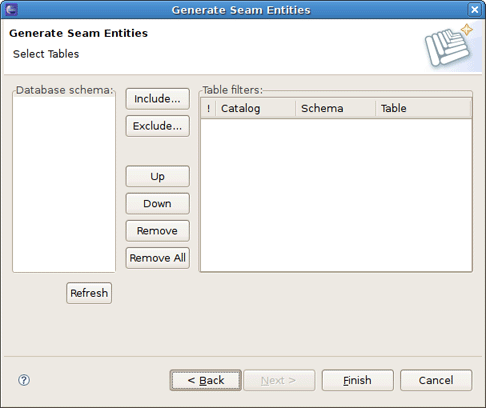 Generate Seam Entities
Generate Seam Entities
Select Tables
Database schema:
Include...
Exclude...
Up
Down
Remove
Remove All
Refresh
Table filters:
! Catalog Schema Table
?
< Back Next > Finish Cancel